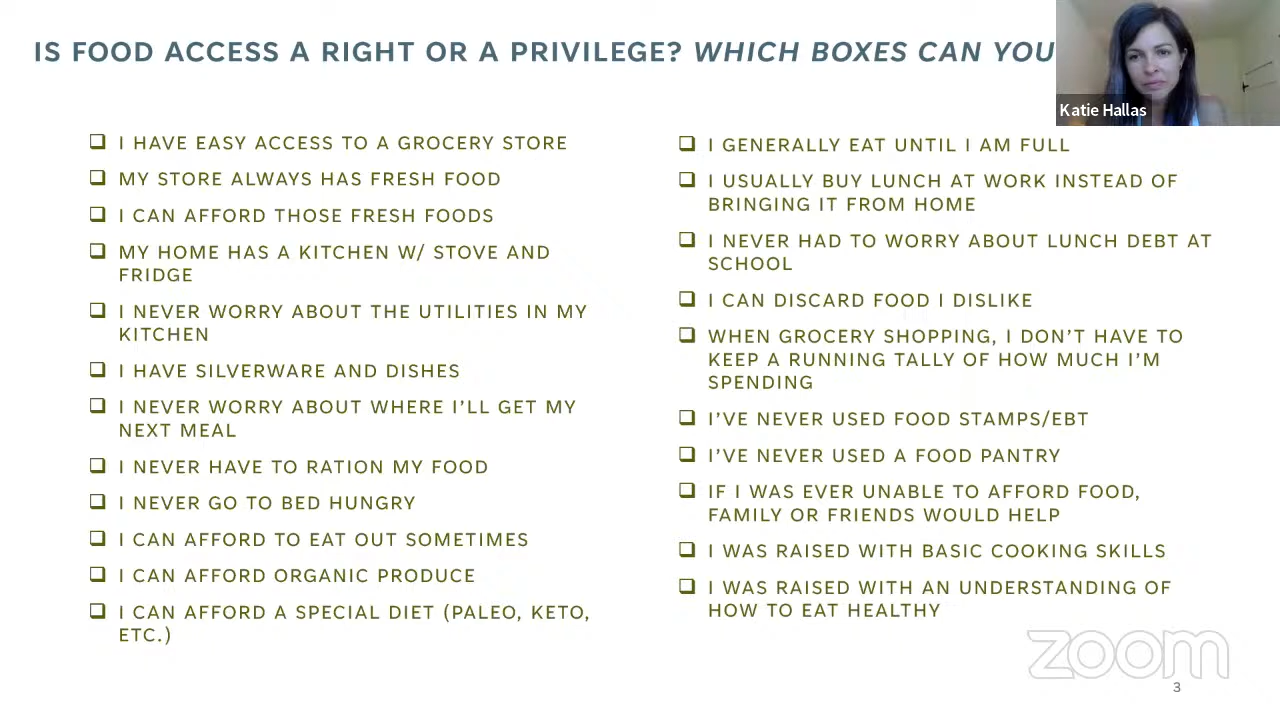 IS FOOD ACCESS A RIGHT OR A PRIVILEGE? WHICH BOXES CAN YOU
Katie Hallas
I HAVE EASY ACCESS TO A GROCERY STORE
MY STORE ALWAYS HAS FRESH FOOD
I CAN AFFORD THOSE FRESH FOODS
MY HOME HAS A KITCHEN W/ STOVE AND
FRIDGE
I NEVER WORRY ABOUT THE UTILITIES IN MY
KITCHEN
I HAVE SILVERWARE AND DISHES
I NEVER WORRY ABOUT WHERE I’LL GET MY
NEXT MEAL
I NEVER HAVE TO RATION MY FOOD
I NEVER GO TO BED HUNGRY
I CAN AFFORD TO EAT OUT SOMETIMES
I CAN AFFORD ORGANIC PRODUCE
I CAN AFFORD A SPECIAL DIET (PALEO, KETO,
ETC.)
I GENERALLY EAT UNTIL I AM FULL
I USUALLY BUY LUNCH AT WORK INSTEAD OF
BRINGING IT FROM HOME
I NEVER HAD TO WORRY ABOUT LUNCH DEBT AT
SCHOOL
I CAN DISCARD FOOD I DISLIKE
WHEN GROCERY SHOPPING, I DON’T HAVE TO
KEEP A RUNNING TALLY OF HOW MUCH I’M
SPENDING
I’VE NEVER USED FOOD STAMPS/EBT
I’VE NEVER USED A FOOD PANTRY
IF I WAS EVER UNABLE TO AFFORD FOOD,
FAMILY OR FRIENDS WOULD HELP
I WAS RAISED WITH BASIC COOKING SKILLS
I WAS RAISED WITH AN UNDERSTANDING OF
HOW TO EAT HEALTHY
zoom
3